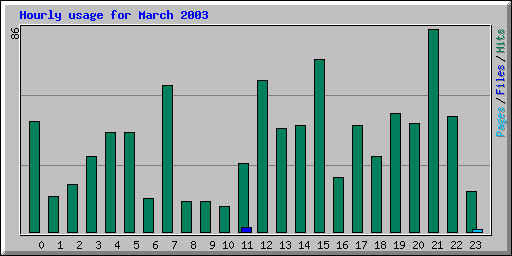 Hourly usage for March 2003
86
Pages/Files/Hits
0 1 2 3 4 5 6 7 8 9 10 11 12 13 14 15 16 17 18 19 20 21 22 23